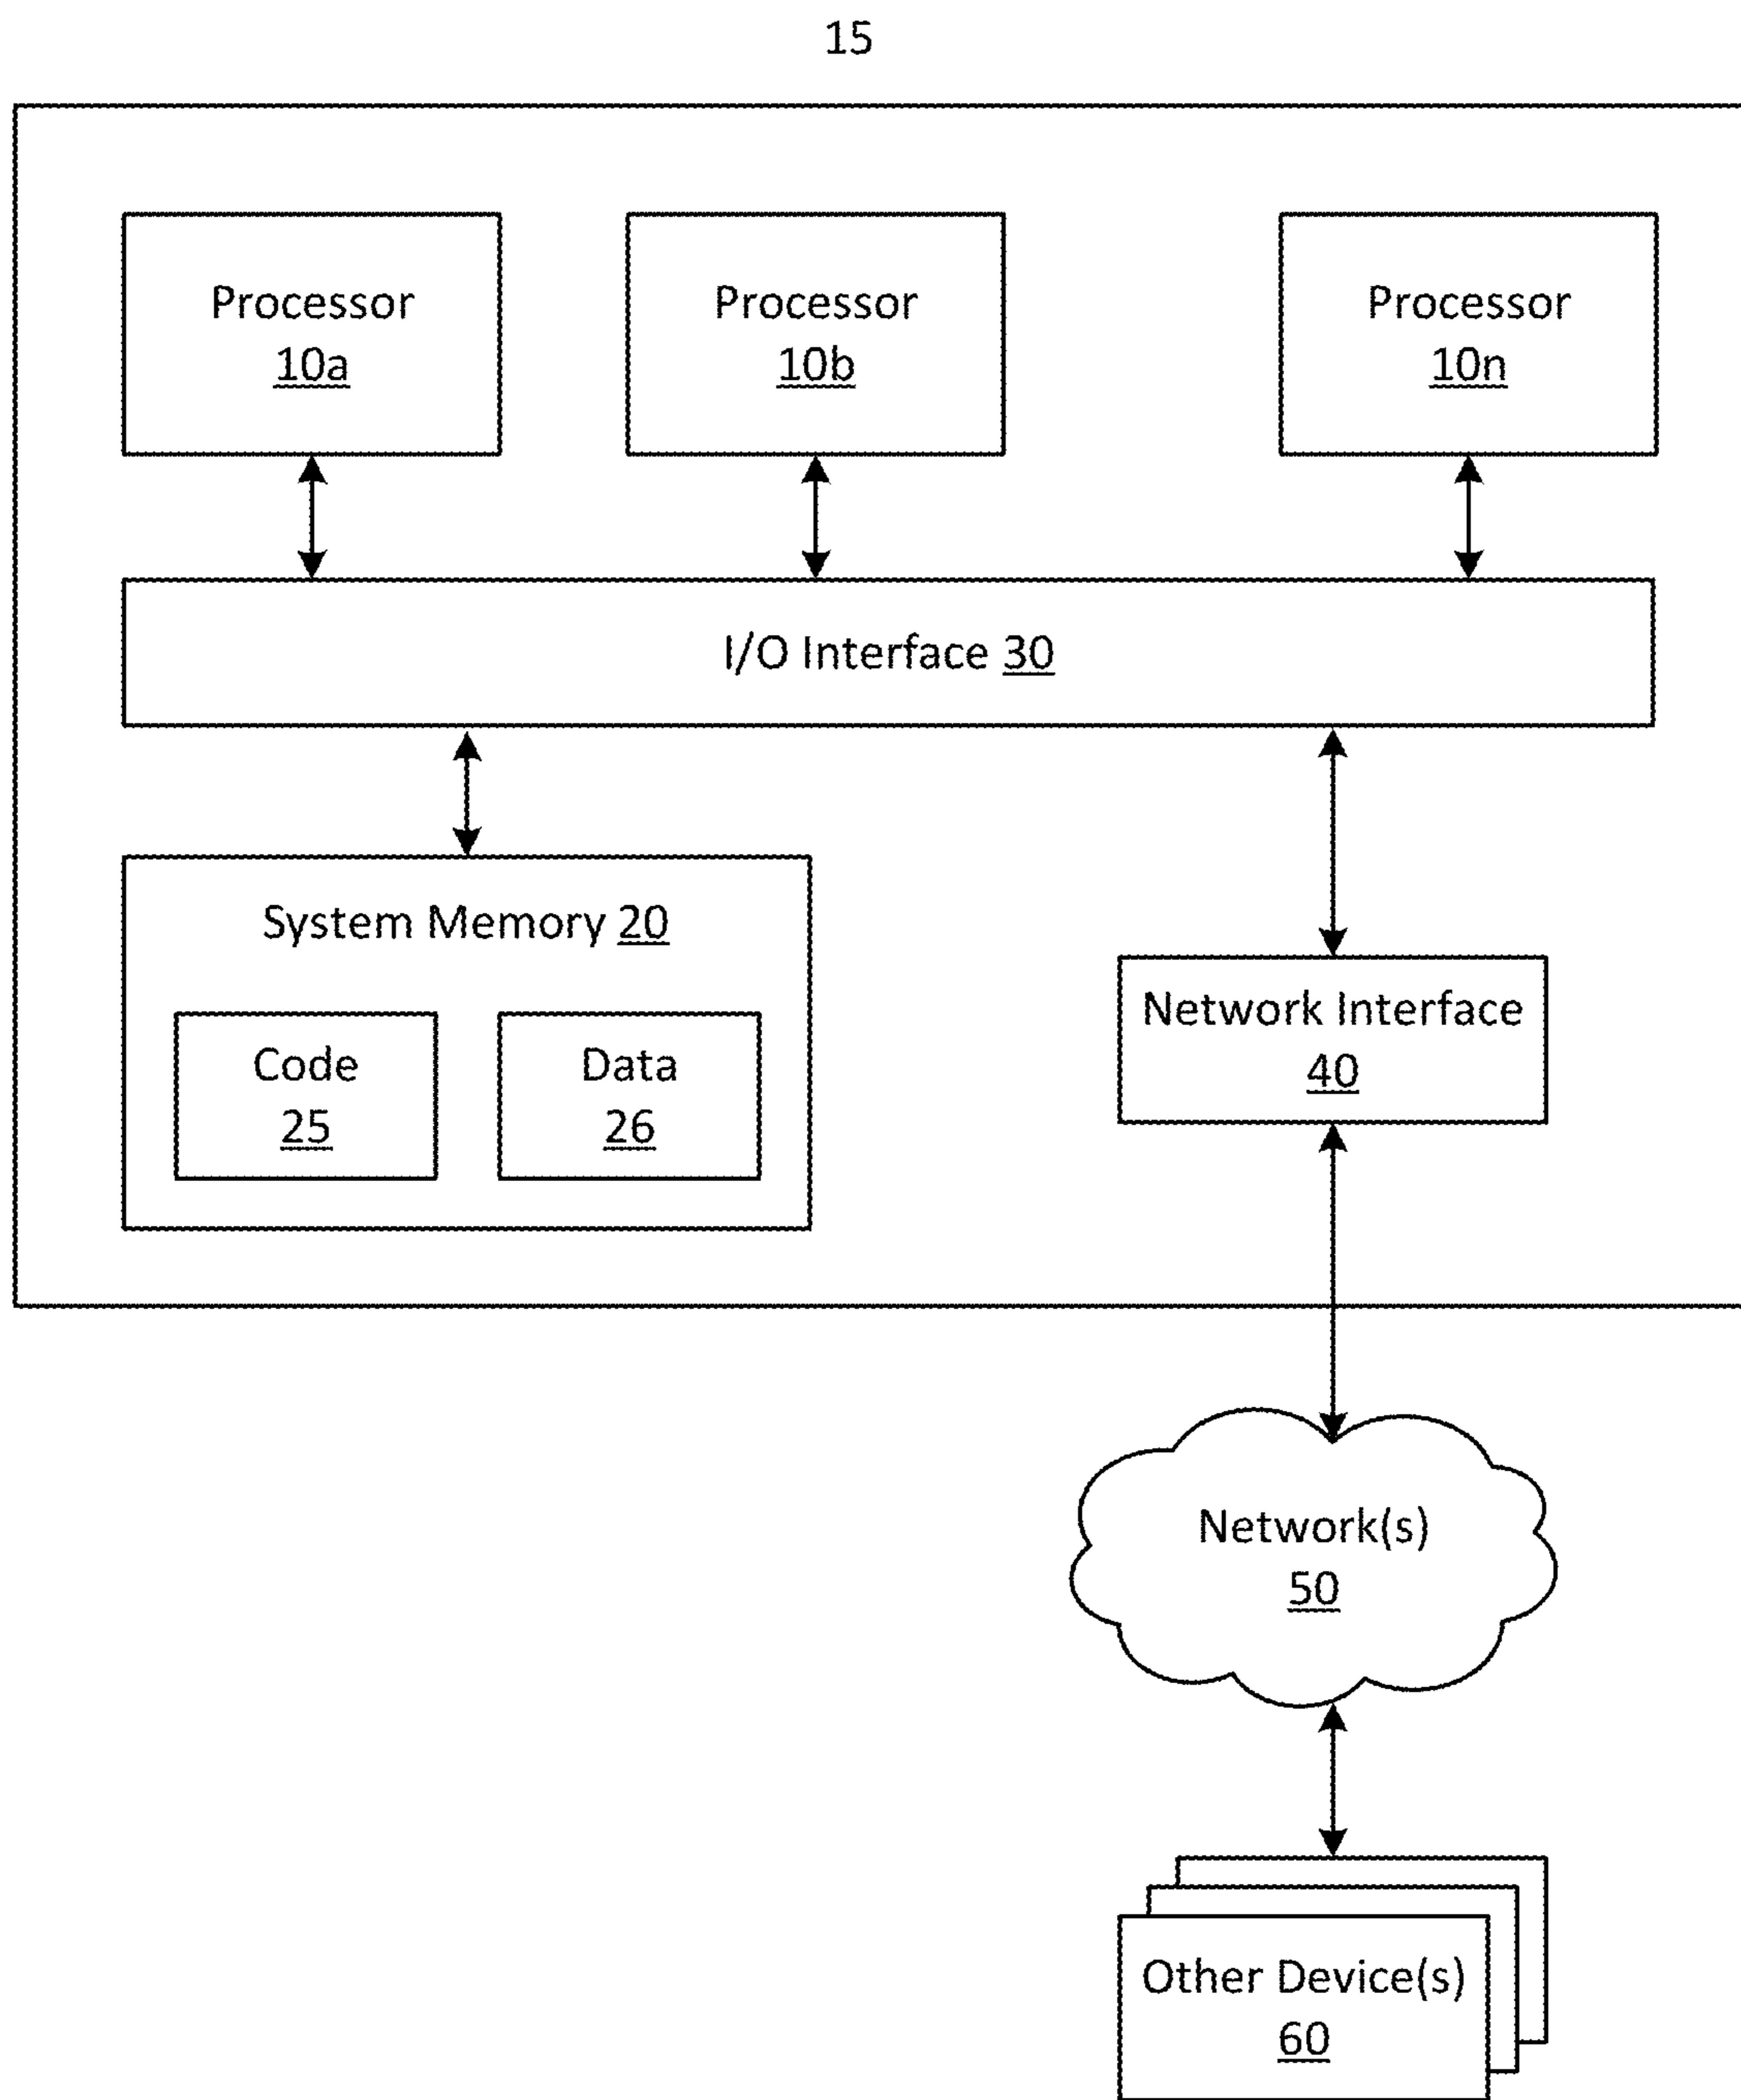 15
Processor
10a
Processor
10b
Processor
10n
I/O Interface 30
System Memory 20
Code
25
Data
26
Network Interface
40
Network(s)
50
Other Device(s)
60